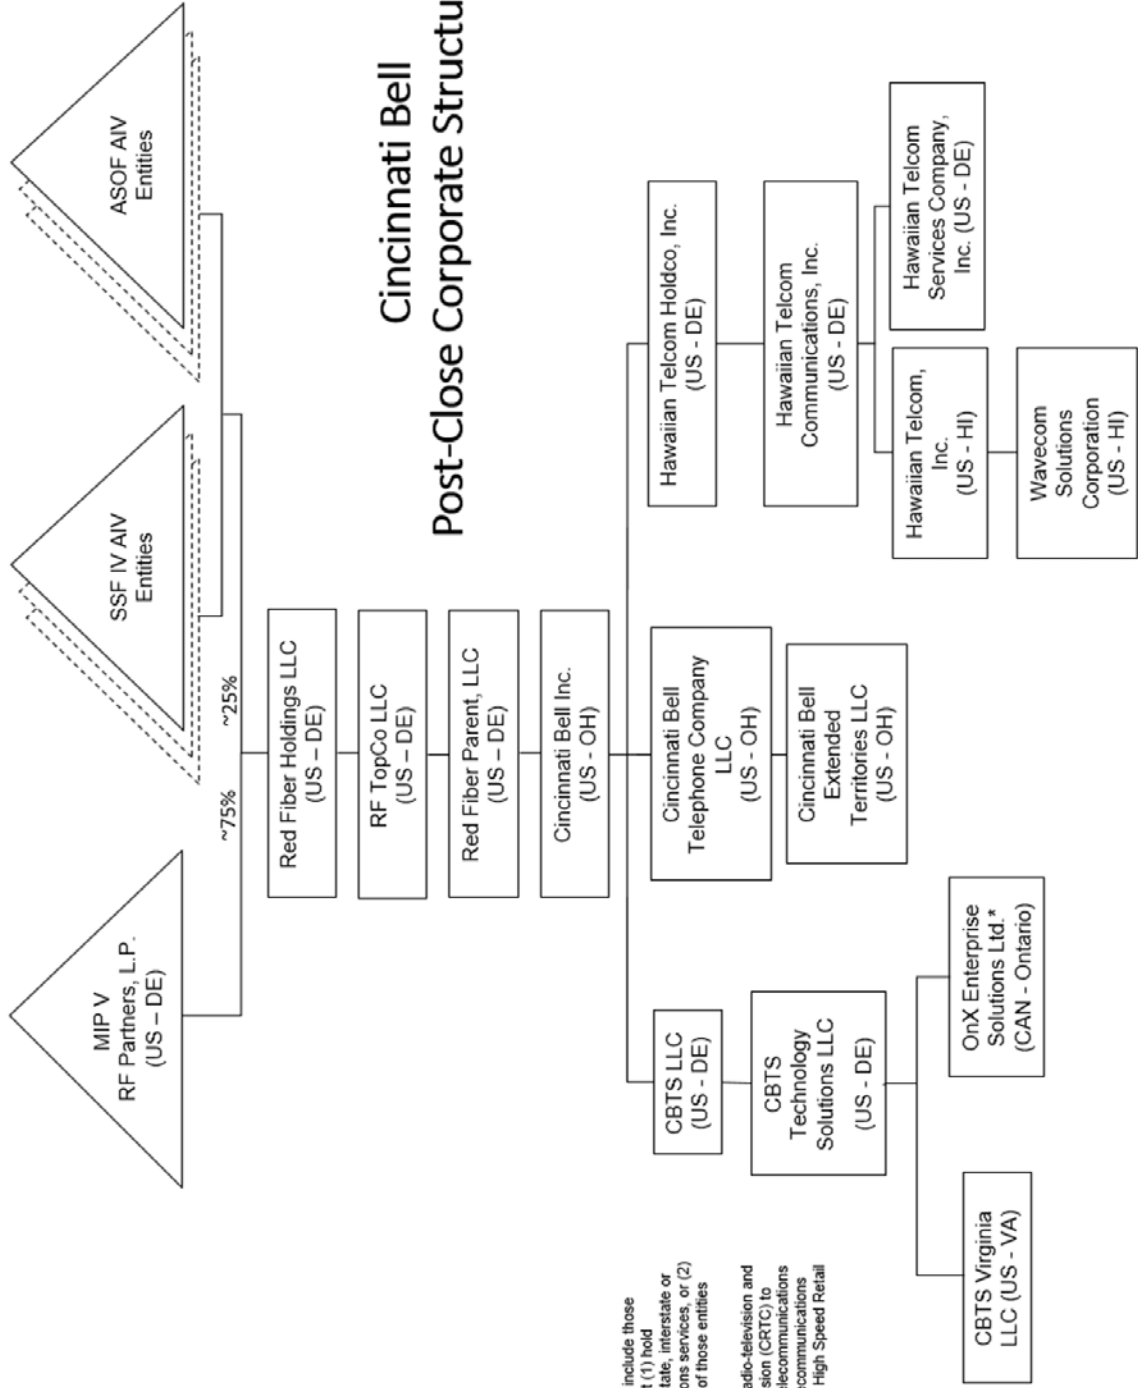 Cincinnati Bell
Post-Close Corporate Structu
MIP V
RF Partners, L.P.
(US – DE)
SSF IV AIV
Entities
ASOF AIV
Entities
~75%
~25%
Red Fiber Holdings LLC
(US – DE)
RF TopCo LLC
(US – DE)
Red Fiber Parent, LLC
(US – DE)
Cincinnati Bell Inc.
(US - OH)
CBTS LLC
(US - DE)
CBTS
Technology
Solutions LLC
(US - DE)
CBTS Virginia
LLC (US - VA)
OnX Enterprise
Solutions Ltd.*
(CAN - Ontario)
Cincinnati Bell
Telephone Company
LLC
(US - OH)
Cincinnati Bell
Extended
Territories LLC
(US - OH)
Hawaiian Telcom Holdco, Inc.
(US - DE)
Hawaiian Telcom
Communications, Inc.
(US - DE)
Hawaiian Telcom,
Inc.
(US - HI)
Hawaiian Telcom
Services Company,
Inc. (US - DE)
Wavecom
Solutions
Corporation
(US - HI)
include those
t (1) hold
tate, interstate or
ons services, or (2)
of those entities
adio-television and
sion (CRTC) to
elecommunications
ecommunications
High Speed Retail